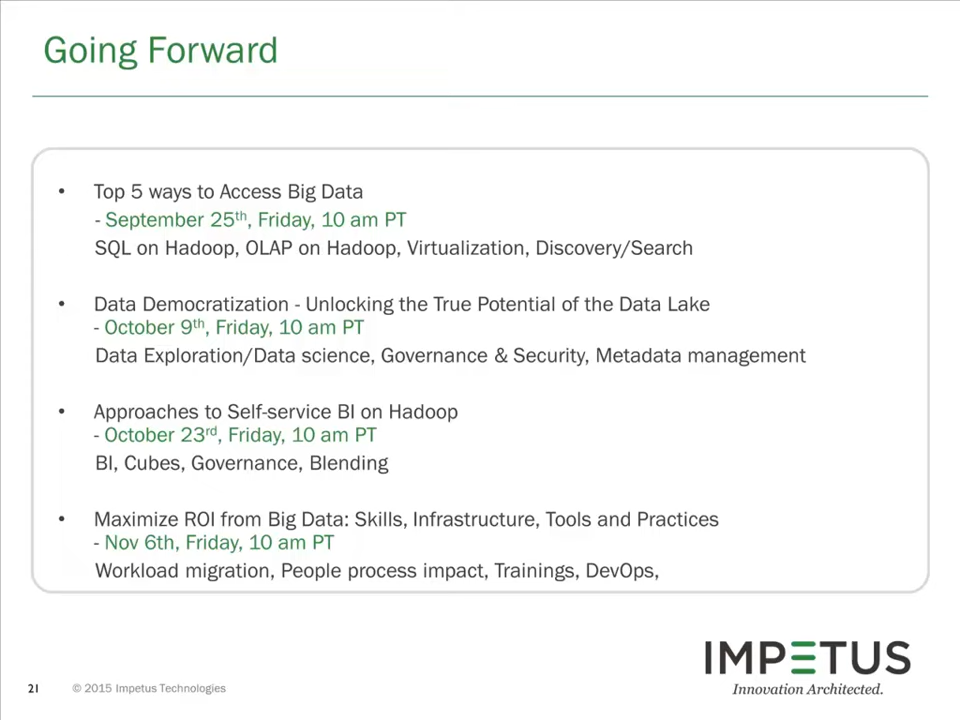 Going Forward
• Top 5 ways to Access Big Data
- September 25th, Friday, 10 am PT
SQL on Hadoop, OLAP on Hadoop, Virtualization, Discovery/Search
• Data Democratization - Unlocking the True Potential of the Data Lake
- October 9th, Friday, 10 am PT
Data Exploration/Data science, Governance & Security, Metadata management
• Approaches to Self-service BI on Hadoop
- October 23rd, Friday, 10 am PT
BI, Cubes, Governance, Blending
• Maximize ROI from Big Data: Skills, Infrastructure, Tools and Practices
- Nov 6th, Friday, 10 am PT
Workload migration, People process impact, Trainings, DevOps,
IMPETUS
Innovation Architected.
21 © 2015 Impetus Technologies